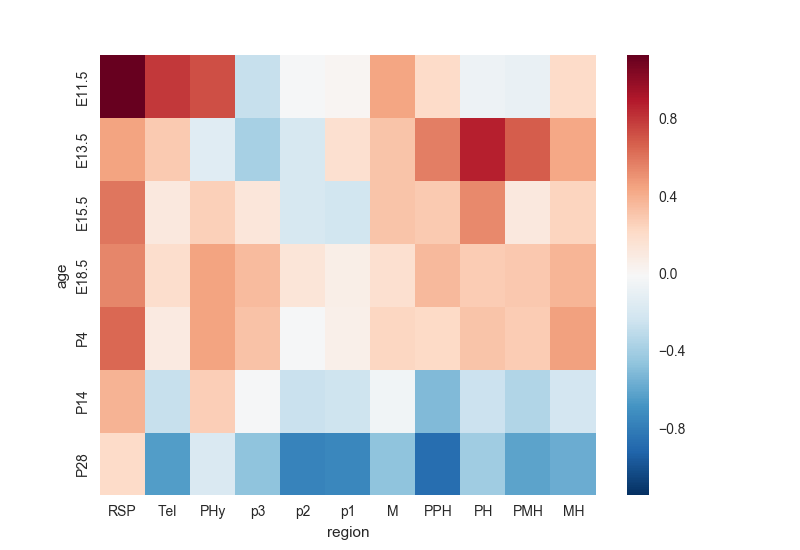 E11.5
E13.5
E15.5
E18.5
P4
P14
P28
age
RSP Tel PHy p3 p2 p1 M PPH PH PMH MH
region
0.8
0.4
0.0
−0.4
−0.8